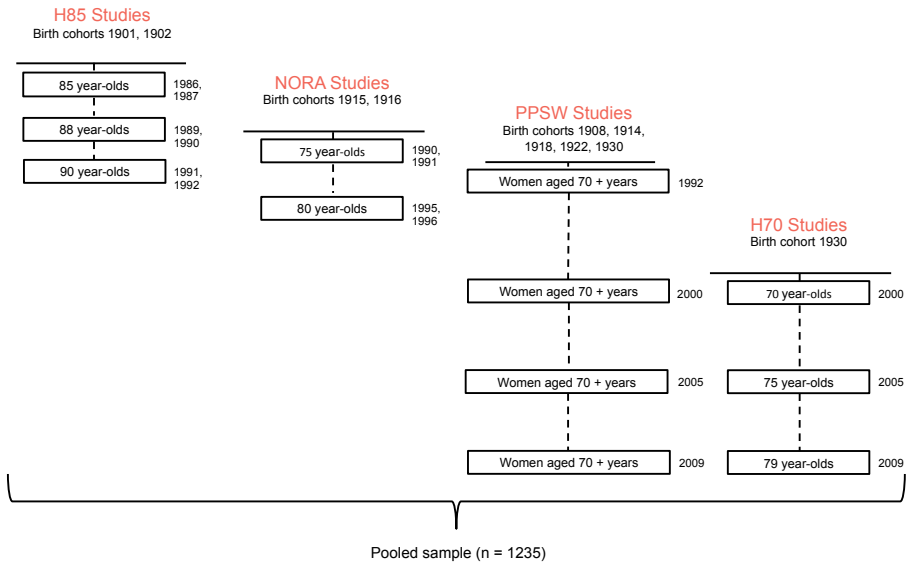 H85 Studies
Birth cohorts 1901, 1902
85 year-olds
1986,
1987
88 year-olds
1989,
1990
90 year-olds
1991,
1992
NORA Studies
Birth cohorts 1915, 1916
75 year-olds
1990,
1991
80 year-olds
1995,
1996
PPSW Studies
Birth cohorts 1908, 1914,
1918, 1922, 1930
Women aged 70 + years
1992
Women aged 70 + years
2000
Women aged 70 + years
2005
Women aged 70 + years
2009
H70 Studies
Birth cohort 1930
70 year-olds
2000
75 year-olds
2005
79 year-olds
2009
Pooled sample (n = 1235)